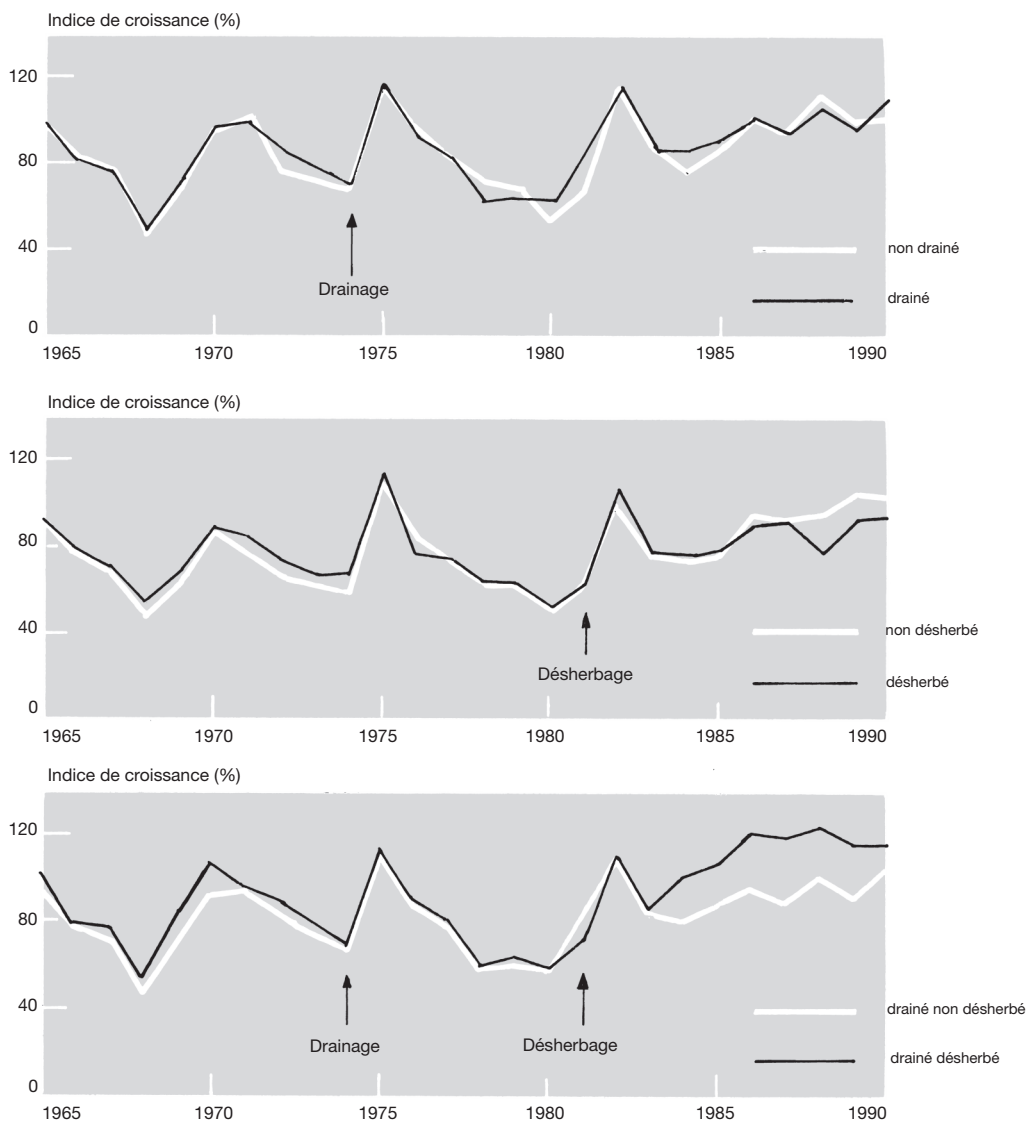 Indice de croissance (%)
120
80
40
0
non drainé
Drainage
drainé
1965 1970 1975 1980 1985 1990
Indice de croissance (%)
120
80
40
0
non désherbé
Désherbage
désherbé
1965 1970 1975 1980 1985 1990
Indice de croissance (%)
120
80
40
0
drainé non désherbé
Drainage Désherbage
drainé désherbé
1965 1970 1975 1980 1985 1990